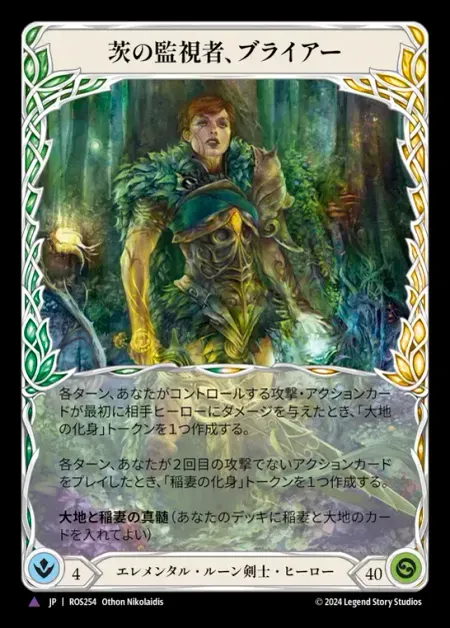 茨の監視者、ブライアー
各ターン、あなたがコントロールする攻撃・アクションカー
ドが最初に相手ヒーローにダメージを与えたとき、「大地
の化身」トークンを1つ作成する。
各ターン、あなたが2回目の攻撃でないアクションカード
をプレイしたとき、「稲妻の化身」トークンを1つ作成する。
大地と稲妻の真髄（あなたのデッキに稲妻と大地のカー
ドを入れてよい）
4 エレメンタル・ルーン剣士・ヒーロー 40
JP | ROS254 Othon Nikolaidis © 2024 Legend Story Studios